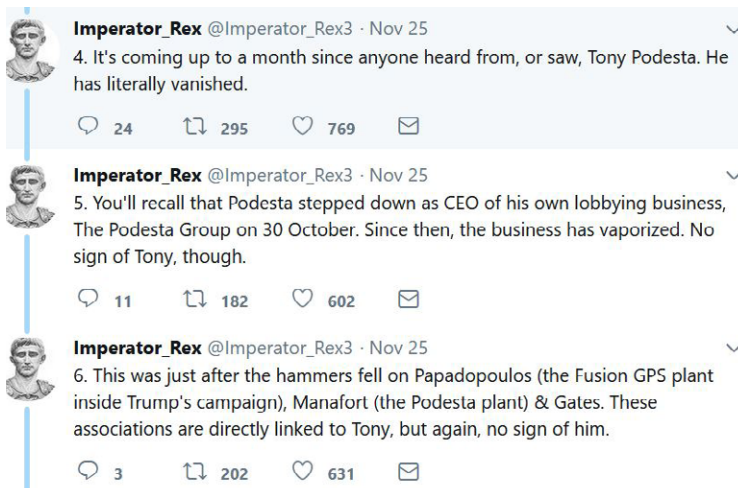 Imperator_Rex @Imperator_Rex3 · Nov 25
4. It's coming up to a month since anyone heard from, or saw, Tony Podesta. He
has literally vanished.
24 295 769
Imperator_Rex @Imperator_Rex3 · Nov 25
5. You'll recall that Podesta stepped down as CEO of his own lobbying business,
The Podesta Group on 30 October. Since then, the business has vaporized. No
sign of Tony, though.
11 182 602
Imperator_Rex @Imperator_Rex3 · Nov 25
6. This was just after the hammers fell on Papadopoulos (the Fusion GPS plant
inside Trump's campaign), Manafort (the Podesta plant) & Gates. These
associations are directly linked to Tony, but again, no sign of him.
3 202 631